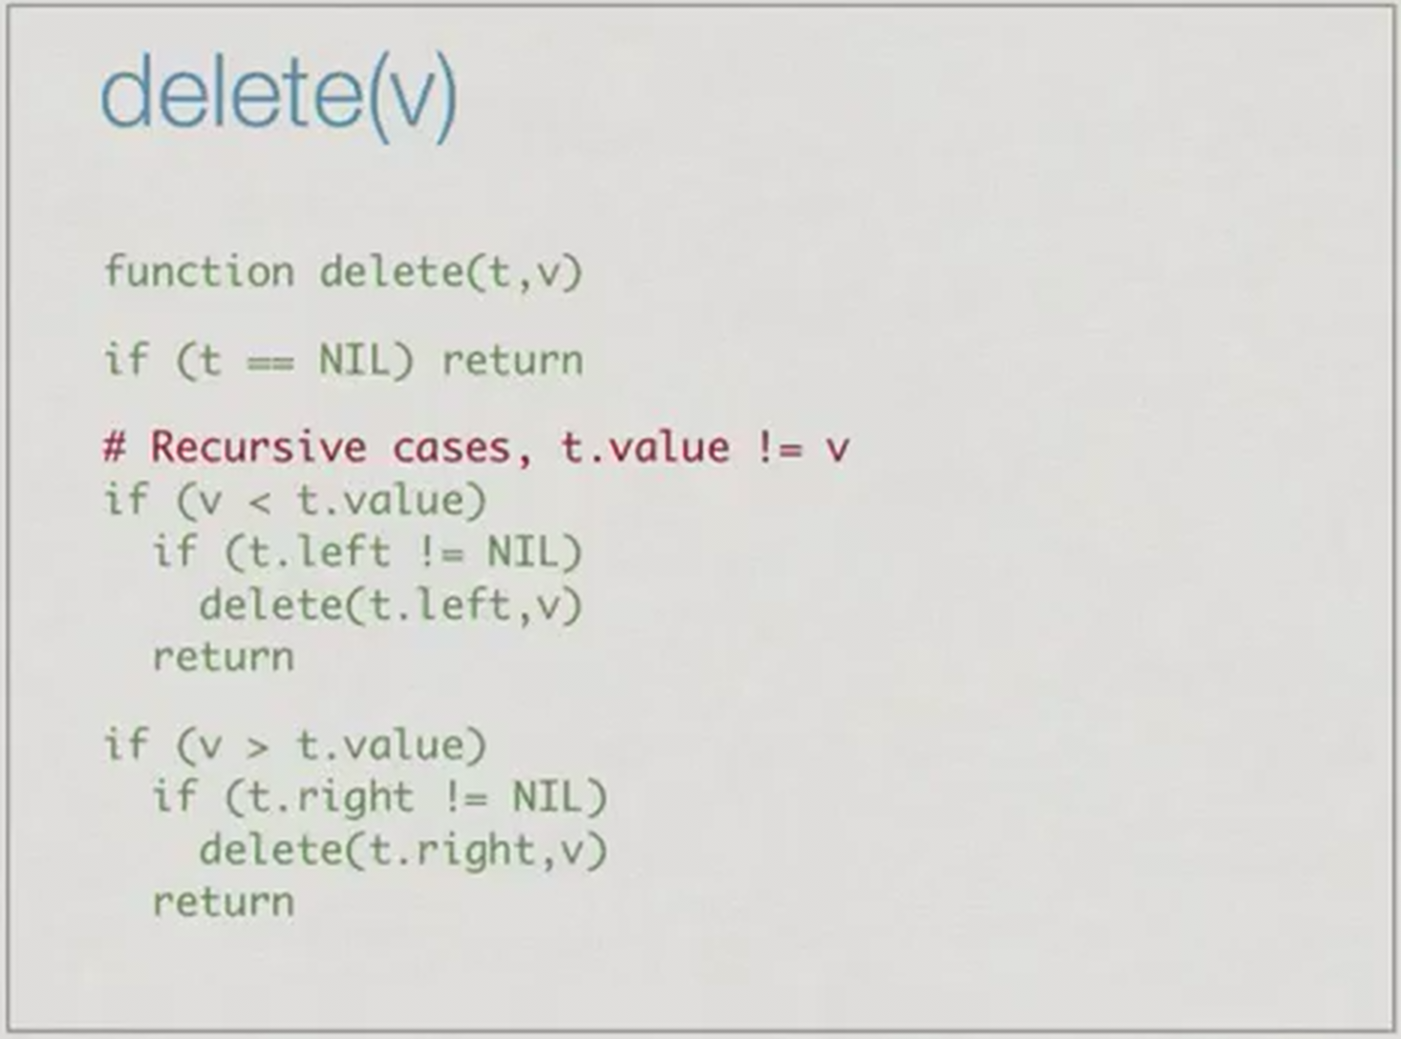 delete(v)
function delete(t,v)
if (t == NIL) return
# Recursive cases, t.value != v
if (v < t.value)
  if (t.left != NIL)
    delete(t.left,v)
  return
if (v > t.value)
  if (t.right != NIL)
    delete(t.right,v)
  return